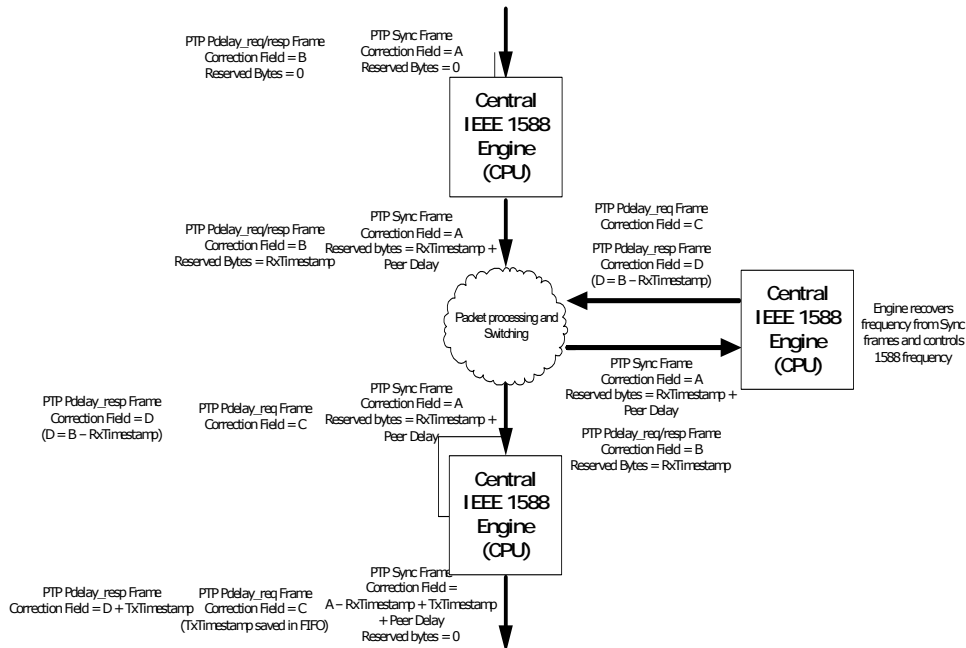 PTP Pdelay_req/resp Frame
Correction Field = B
Reserved Bytes = 0
PTP Sync Frame
Correction Field = A
Reserved Bytes = 0
Central
IEEE 1588
Engine
(CPU)
PTP Pdelay_req/resp Frame
Correction Field = B
Reserved Bytes = RxTimestamp
PTP Sync Frame
Correction Field = A
Reserved bytes = RxTimestamp +
Peer Delay
PTP Pdelay_req Frame
Correction Field = C
PTP Pdelay_resp Frame
Correction Field = D
(D = B – RxTimestamp)
Central
IEEE 1588
Engine
(CPU)
Engine recovers
frequency from Sync
frames and controls
1588 frequency
Packet processing and
Switching
PTP Sync Frame
Correction Field = A
Reserved bytes = RxTimestamp +
Peer Delay
PTP Pdelay_req/resp Frame
Correction Field = B
Reserved Bytes = RxTimestamp
PTP Pdelay_resp Frame
Correction Field = D
(D = B – RxTimestamp)
PTP Pdelay_req Frame
Correction Field = C
PTP Sync Frame
Correction Field = A
Reserved bytes = RxTimestamp +
Peer Delay
Central
IEEE 1588
Engine
(CPU)
PTP Pdelay_resp Frame
Correction Field = D + TxTimestamp
PTP Pdelay_req Frame
Correction Field = C
(TxTimestamp saved in FIFO)
PTP Sync Frame
Correction Field =
A – RxTimestamp + TxTimestamp
+ Peer Delay
Reserved bytes = 0